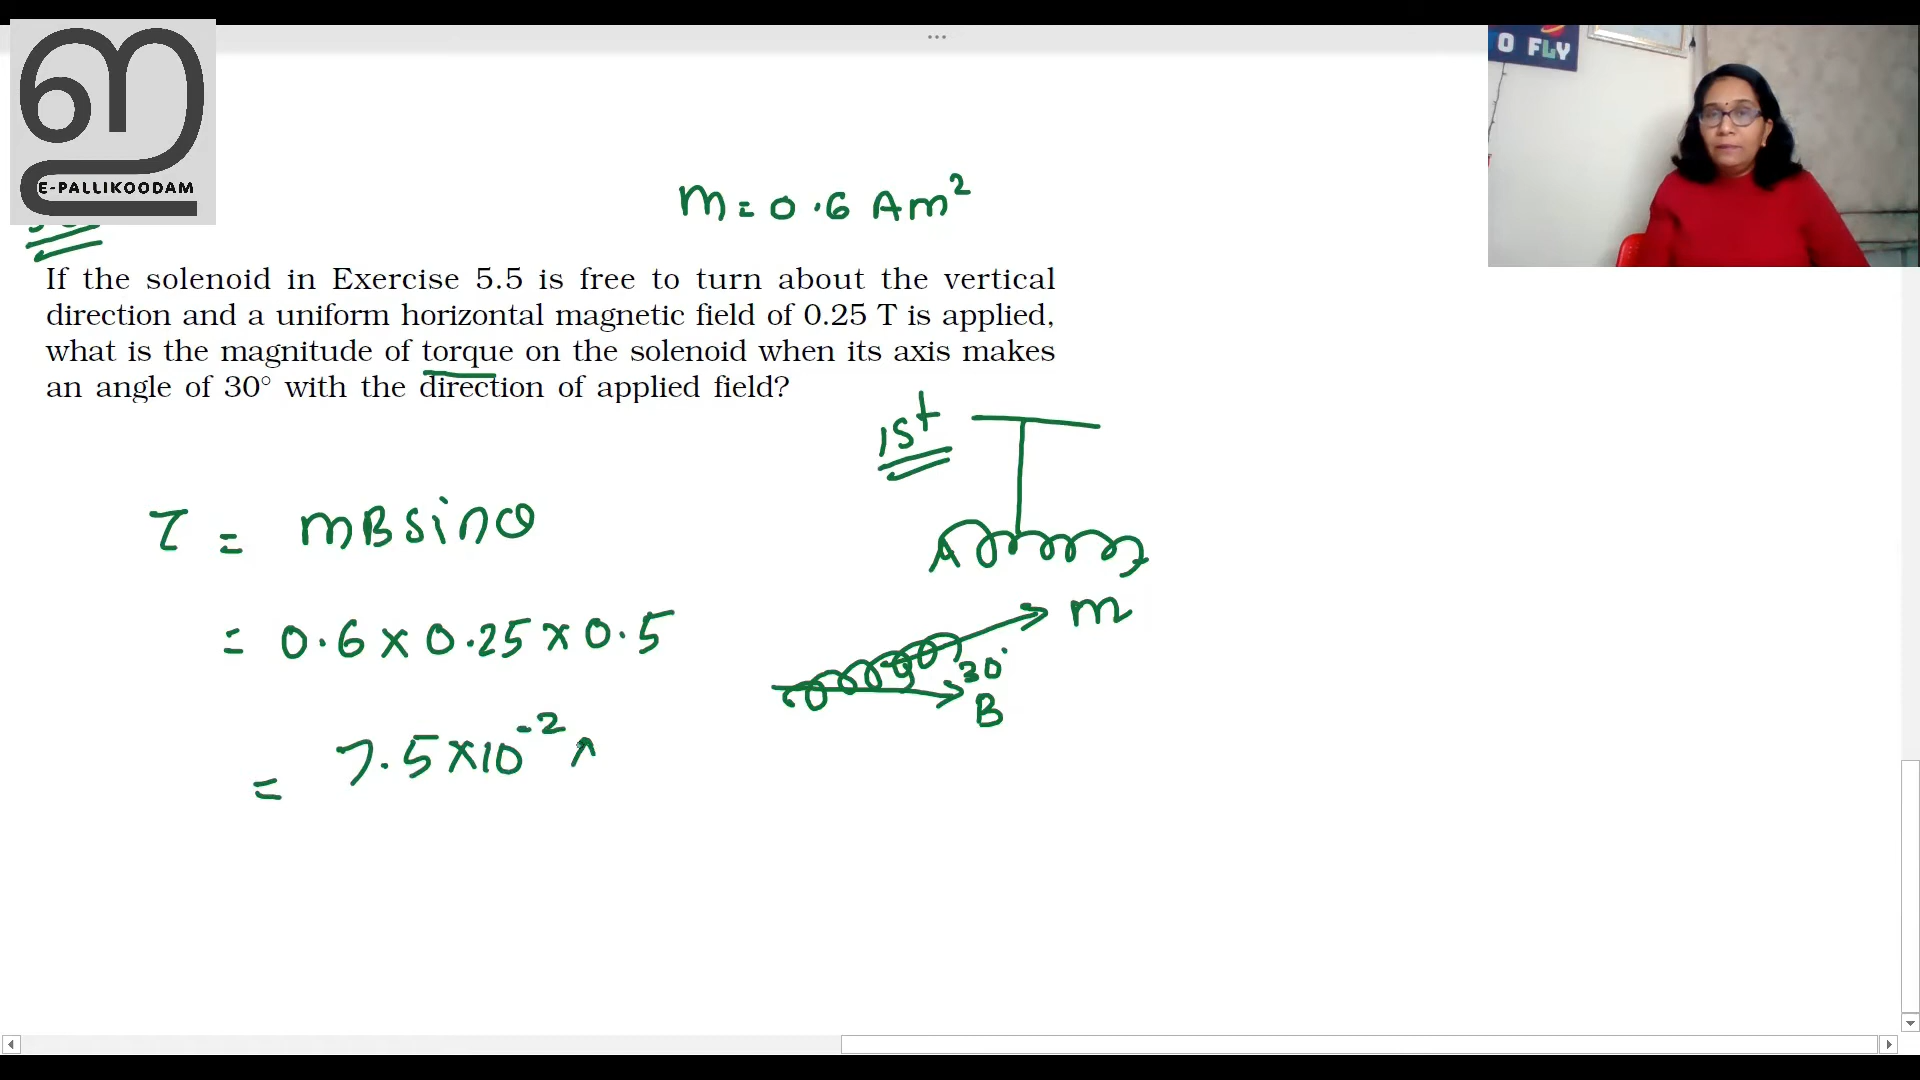 ഈ
E-PALLIKOODAM
O FLY
m = 0.6 Am²
If the solenoid in Exercise 5.5 is free to turn about the vertical
direction and a uniform horizontal magnetic field of 0.25 T is applied,
what is the magnitude of torque on the solenoid when its axis makes
an angle of 30° with the direction of applied field?
1st
τ = mB sinθ
m
= 0.6 × 0.25 × 0.5
30°
B
= 7.5 × 10⁻²